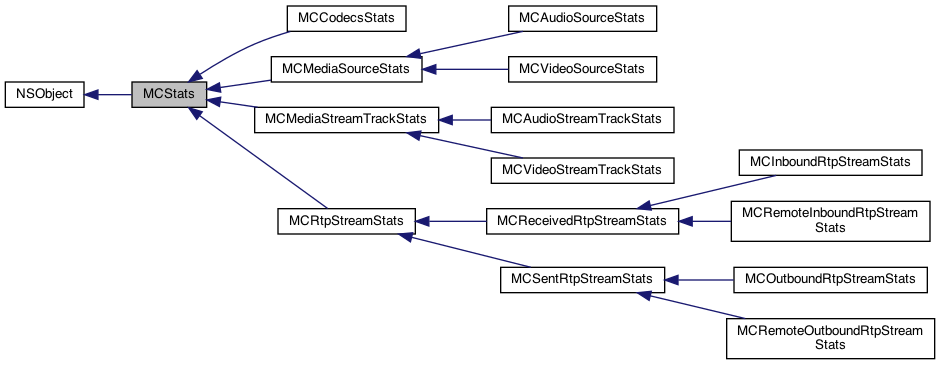 MCCodecsStats
MCAudioSourceStats
MCMediaSourceStats
MCVideoSourceStats
NSObject
MCStats
MCMediaStreamTrackStats
MCAudioStreamTrackStats
MCVideoStreamTrackStats
MCInboundRtpStreamStats
MCRtpStreamStats
MCReceivedRtpStreamStats
MCRemoteInboundRtpStream
Stats
MCSentRtpStreamStats
MCOutboundRtpStreamStats
MCRemoteOutboundRtpStream
Stats